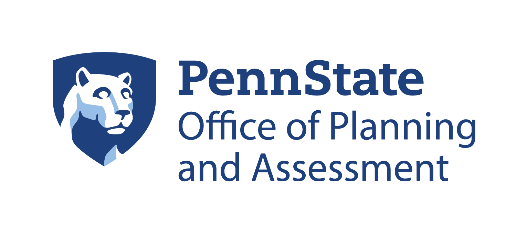 PennState
Office of Planning
and Assessment